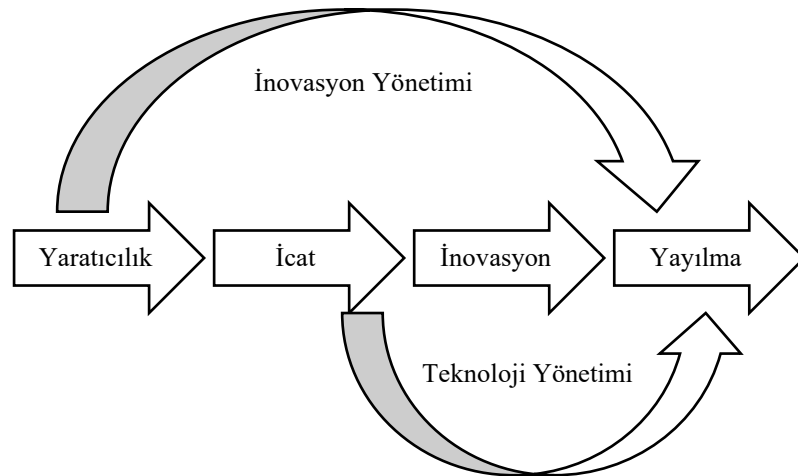 İnovasyon Yönetimi
Yaratıcılık
İcat
İnovasyon
Yayılma
Teknoloji Yönetimi